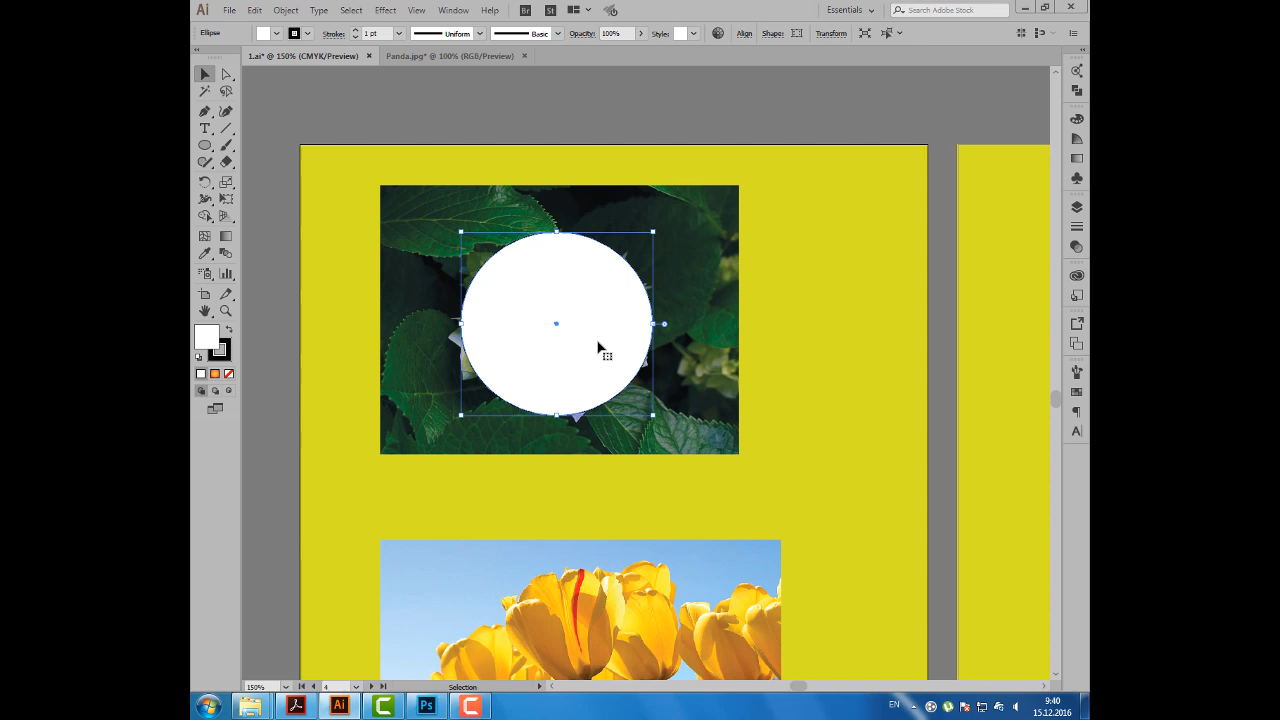 Ai File Edit Object Type Select Effect View Window Help Br St Essentials Search Adobe Stock
Ellipse Stroke: 1 pt Uniform Basic Opacity: 100% Style: Align Shape: Transform
1.ai* @ 150% (CMYK/Preview) × Panda.jpg* @ 100% (RGB/Preview) ×
150% 4 Selection
Ai Ps EN 9:40
15.12.2016